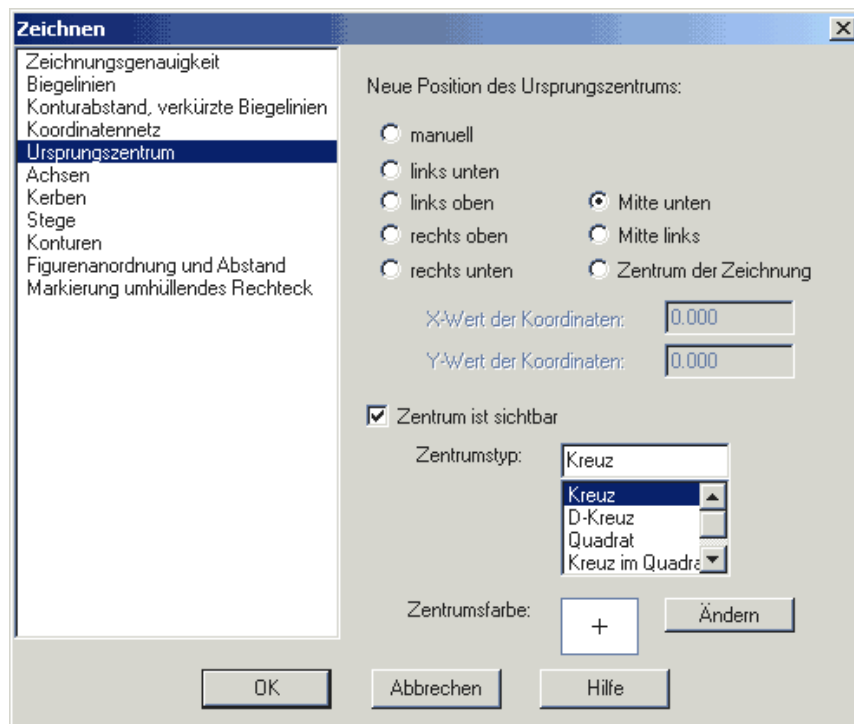 Zeichnen
Zeichnungsgenauigkeit
Biegelinien
Konturabstand, verkürzte Biegelinien
Koordinatennetz
Ursprungszentrum
Achsen
Kerben
Stege
Konturen
Figurenanordnung und Abstand
Markierung umhüllendes Rechteck
Neue Position des Ursprungszentrums:
manuell
links unten
links oben
Mitte unten
rechts oben
Mitte links
rechts unten
Zentrum der Zeichnung
X-Wert der Koordinaten: 0.000
Y-Wert der Koordinaten: 0.000
Zentrum ist sichtbar
Zentrumstyp: Kreuz
Kreuz
D-Kreuz
Quadrat
Kreuz im Quadra
Zentrumsfarbe:
Ändern
OK
Abbrechen
Hilfe